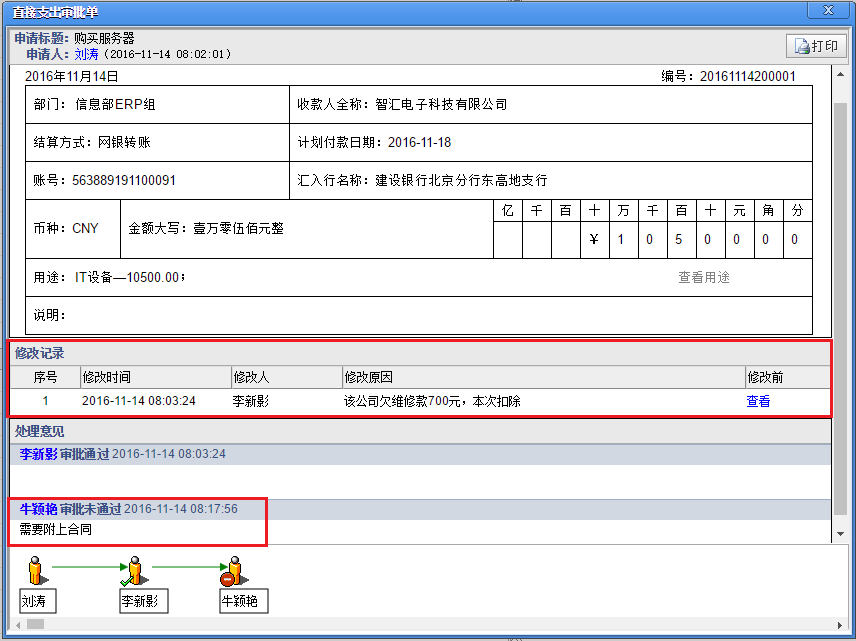 直接支出审批单
申请标题：购买服务器
申请人：刘涛（2016-11-14 08:02:01）
打印
2016年11月14日 编号：20161114200001
部门： 信息部ERP组 收款人全称：智汇电子科技有限公司
结算方式：网银转账 计划付款日期：2016-11-18
账号：563889191100091 汇入行名称：建设银行北京分行东高地支行
亿 千 百 十 万 千 百 十 元 角 分
币种：CNY 金额大写：壹万零伍佰元整 ¥ 1 0 5 0 0 0 0
用途： IT设备—10500.00； 查看用途
说明：
修改记录
序号 修改时间 修改人 修改原因 修改前
1 2016-11-14 08:03:24 李新影 该公司欠维修款700元，本次扣除 查看
处理意见
李新影 审批通过 2016-11-14 08:03:24
牛颖艳 审批未通过 2016-11-14 08:17:56
需要附上合同
刘涛 李新影 牛颖艳